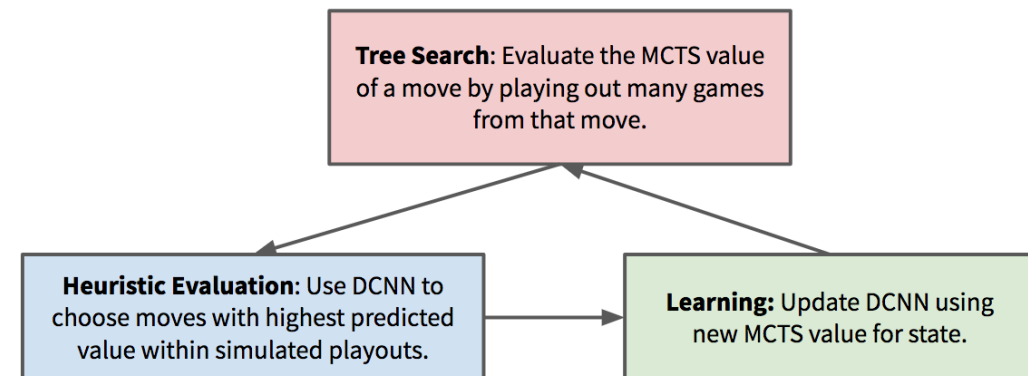 Tree Search: Evaluate the MCTS value
of a move by playing out many games
from that move.
Heuristic Evaluation: Use DCNN to
choose moves with highest predicted
value within simulated playouts.
Learning: Update DCNN using
new MCTS value for state.